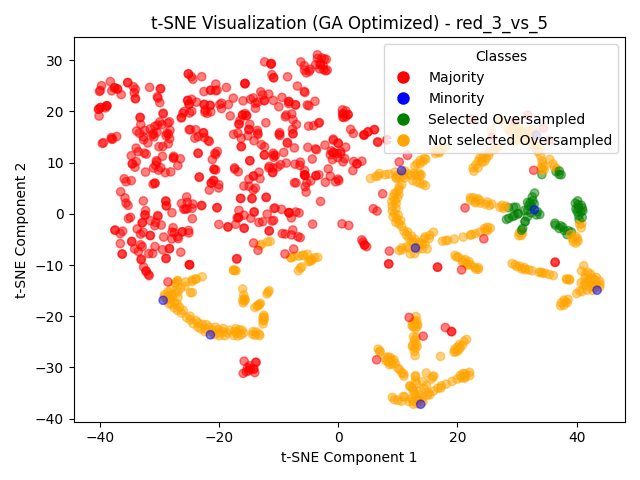 t-SNE Visualization (GA Optimized) - red_3_vs_5
Classes
Majority
Minority
Selected Oversampled
Not selected Oversampled
t-SNE Component 2
30
20
10
0
−10
−20
−30
−40
−40
−20
0
20
40
t-SNE Component 1